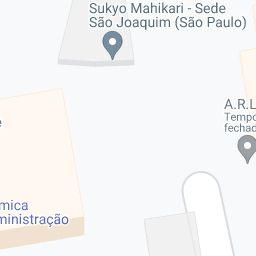 Sukyo Mahikari - Sede
São Joaquim (São Paulo)
A.R.L
Tempo
fechad
e
mica
ministração